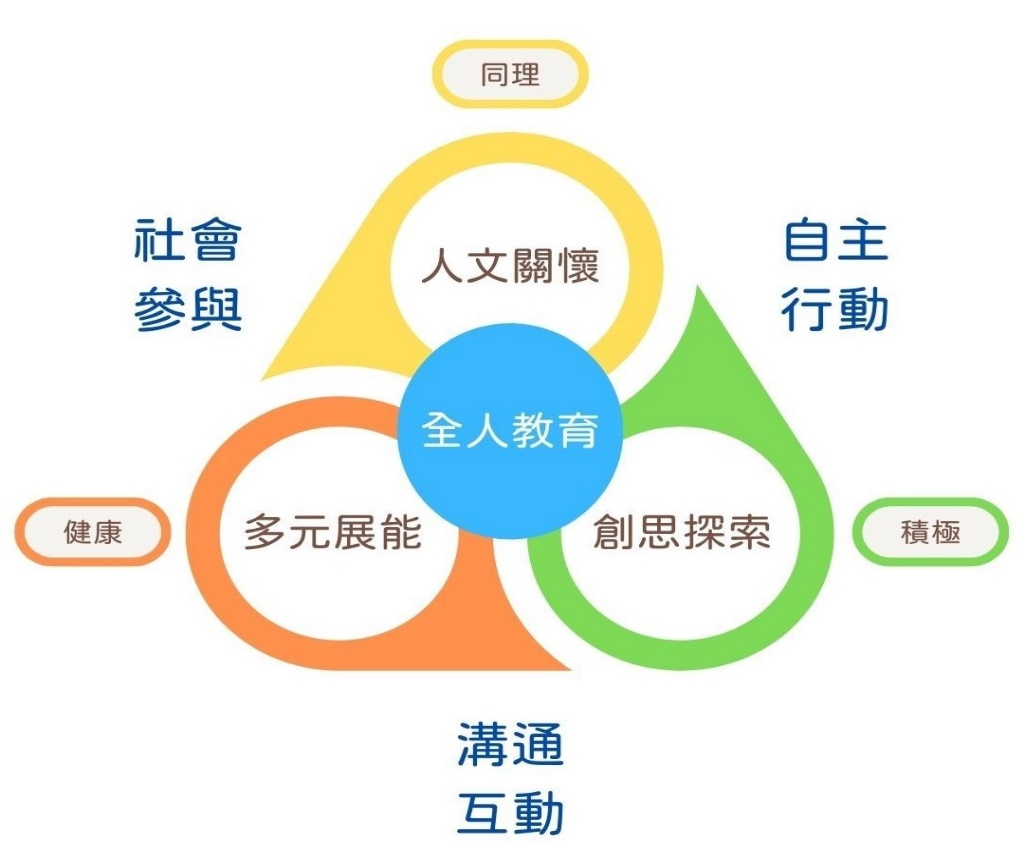 同理
社會
參與
自主
行動
人文關懷
全人教育
健康
多元展能
創思探索
積極
溝通
互動